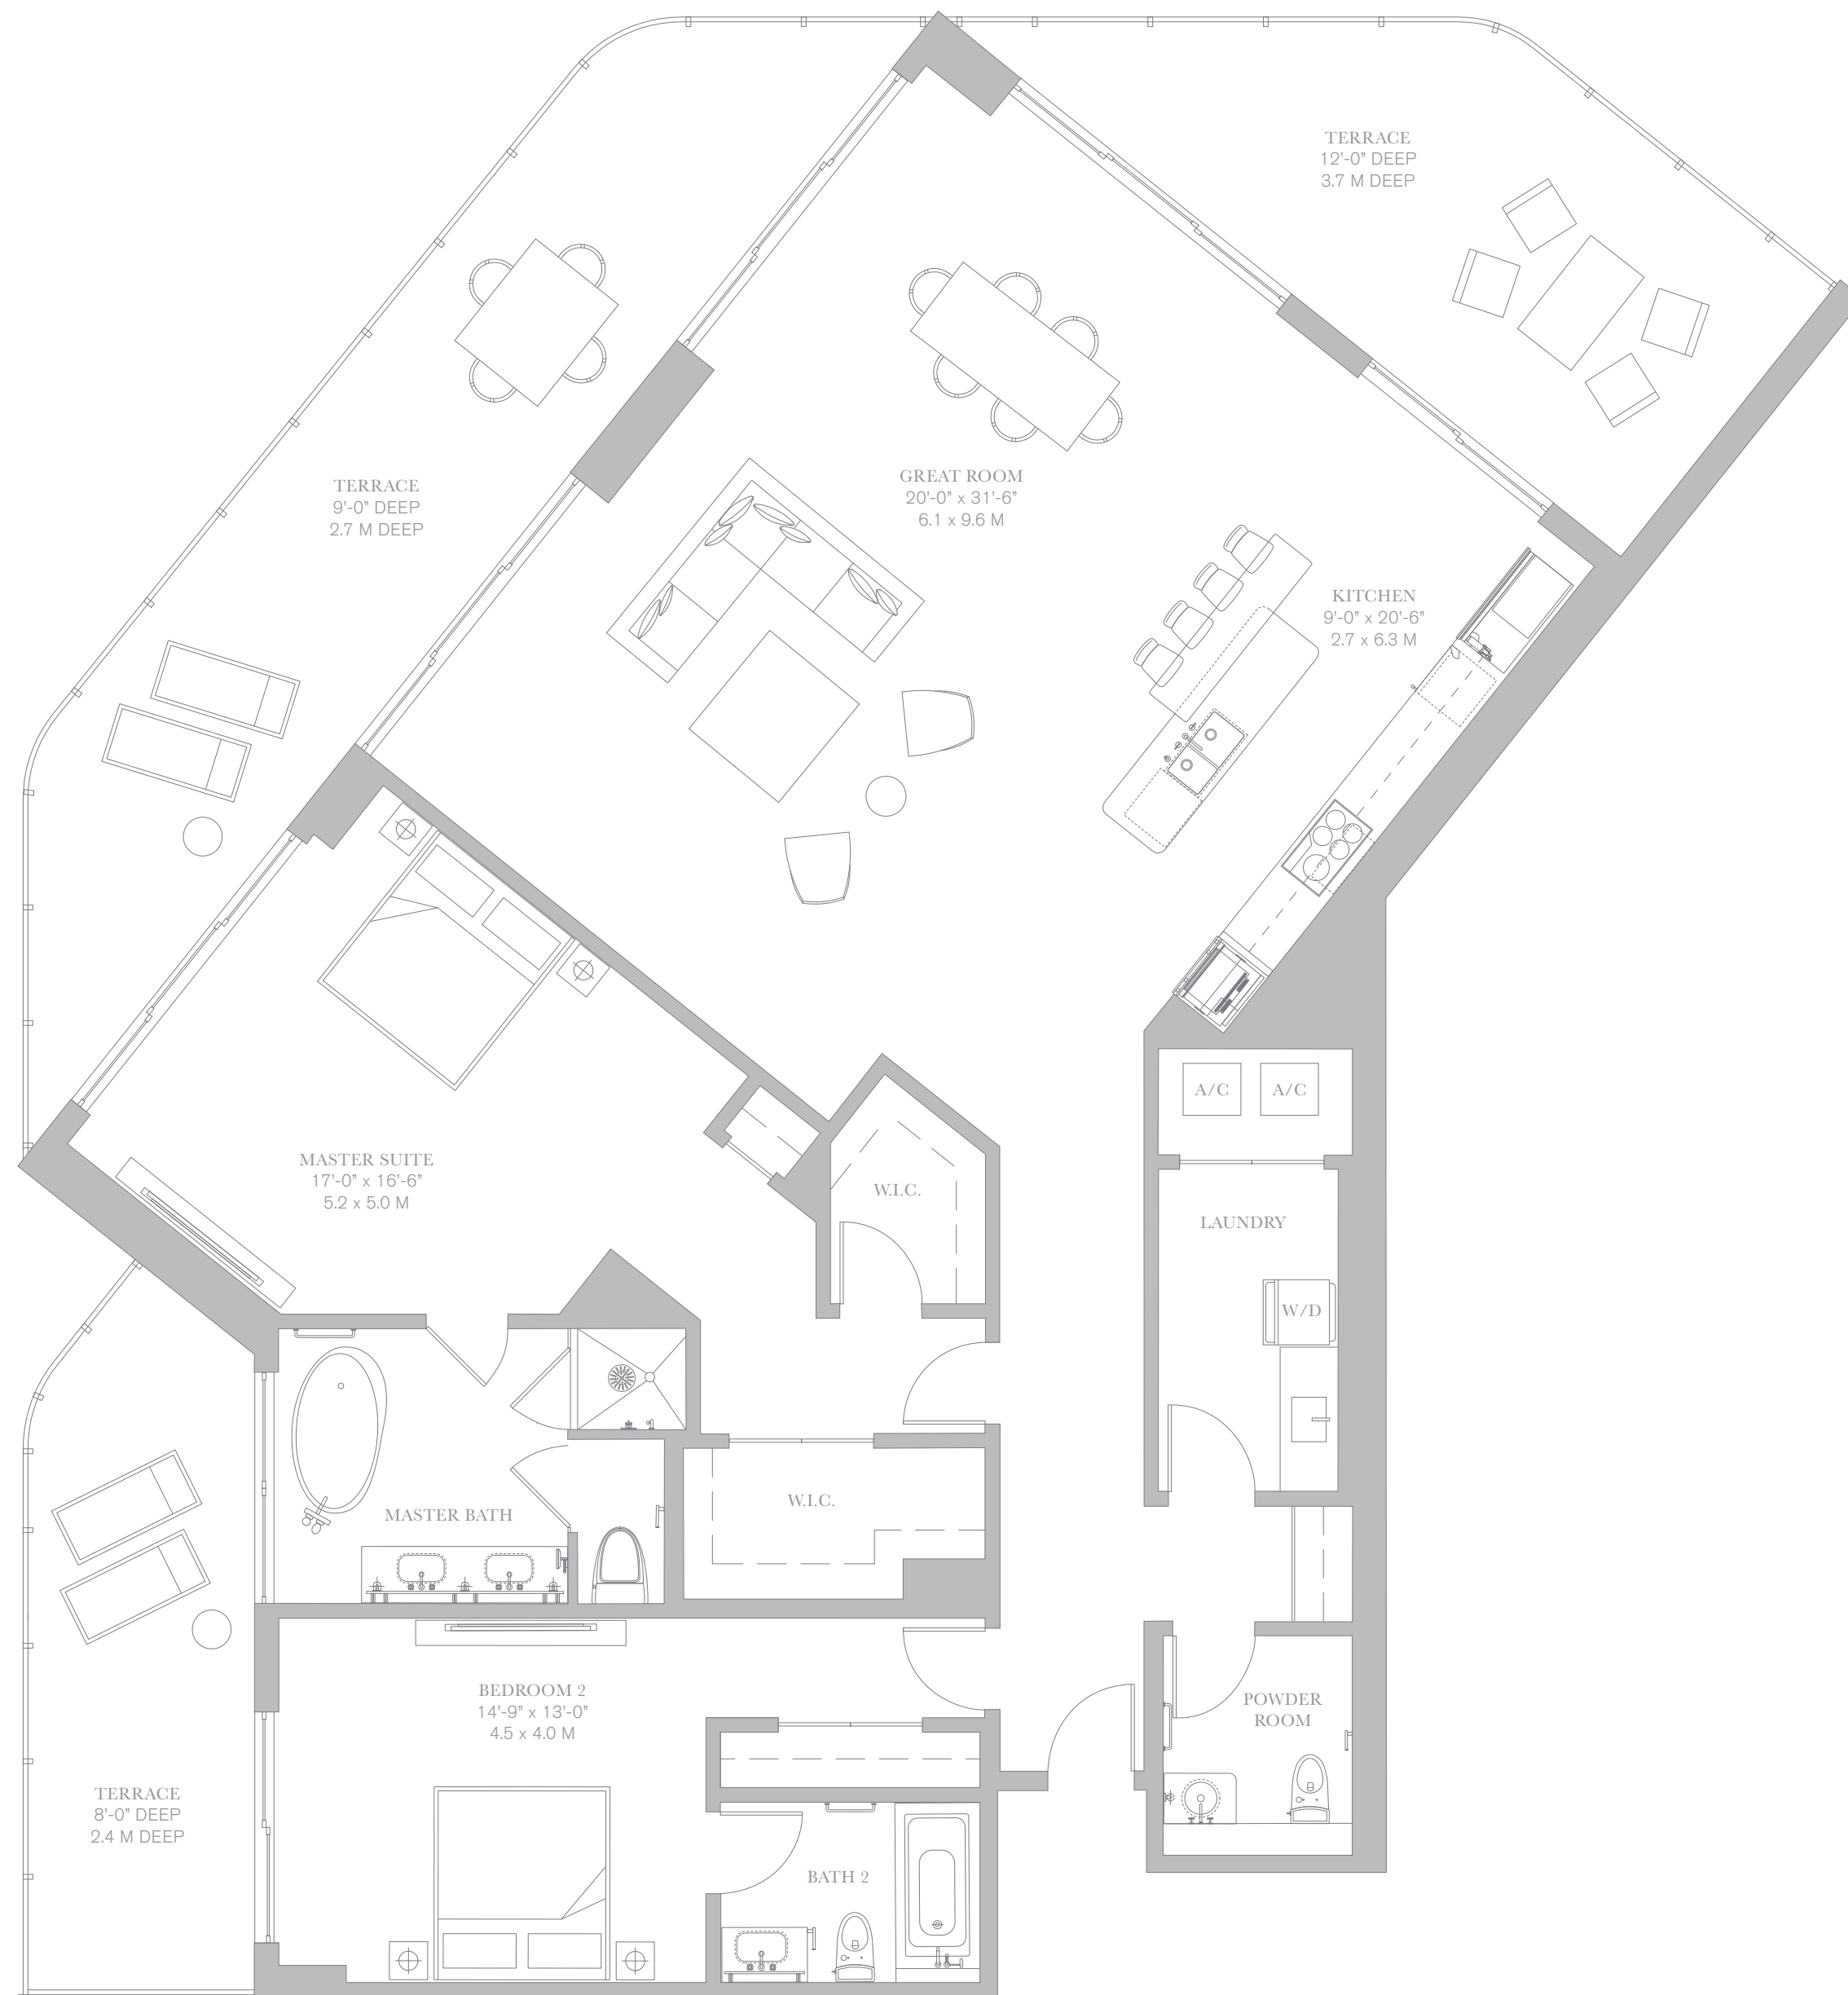 TERRACE
12'-0" DEEP
3.7 M DEEP
TERRACE
9'-0" DEEP
2.7 M DEEP
GREAT ROOM
20'-0" x 31'-6"
6.1 x 9.6 M
KITCHEN
9'-0" x 20'-6"
2.7 x 6.3 M
A/C
A/C
MASTER SUITE
17'-0" x 16'-6"
5.2 x 5.0 M
W.I.C.
LAUNDRY
W/D
MASTER BATH
W.I.C.
BEDROOM 2
14'-9" x 13'-0"
4.5 x 4.0 M
POWDER
ROOM
TERRACE
8'-0" DEEP
2.4 M DEEP
BATH 2